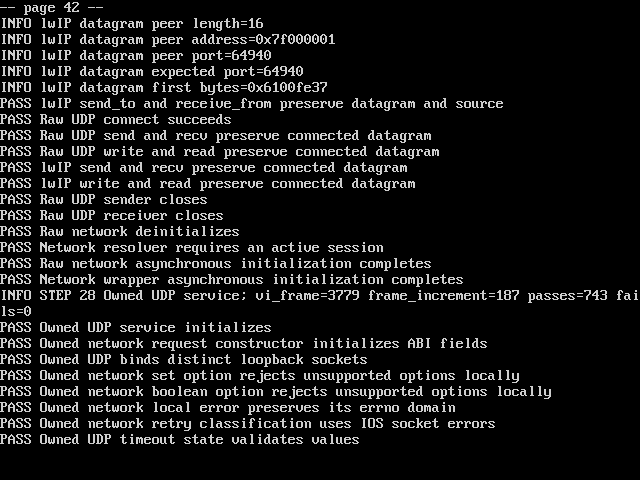 -- page 42 --
INFO lwIP datagram peer length=16
INFO lwIP datagram peer address=0x7f000001
INFO lwIP datagram peer port=64940
INFO lwIP datagram expected port=64940
INFO lwIP datagram first bytes=0x6100fe37
PASS lwIP send_to and receive_from preserve datagram and source
PASS Raw UDP connect succeeds
PASS Raw UDP send and recv preserve connected datagram
PASS Raw UDP write and read preserve connected datagram
PASS lwIP send and recv preserve connected datagram
PASS lwIP write and read preserve connected datagram
PASS Raw UDP sender closes
PASS Raw UDP receiver closes
PASS Raw network deinitializes
PASS Network resolver requires an active session
PASS Raw network asynchronous initialization completes
PASS Network wrapper asynchronous initialization completes
INFO STEP 28 Owned UDP service; vi_frame=3779 frame_increment=187 passes=743 fai
ls=0
PASS Owned UDP service initializes
PASS Owned network request constructor initializes ABI fields
PASS Owned UDP binds distinct loopback sockets
PASS Owned network set option rejects unsupported options locally
PASS Owned network boolean option rejects unsupported options locally
PASS Owned network local error preserves its errno domain
PASS Owned network retry classification uses IOS socket errors
PASS Owned UDP timeout state validates values